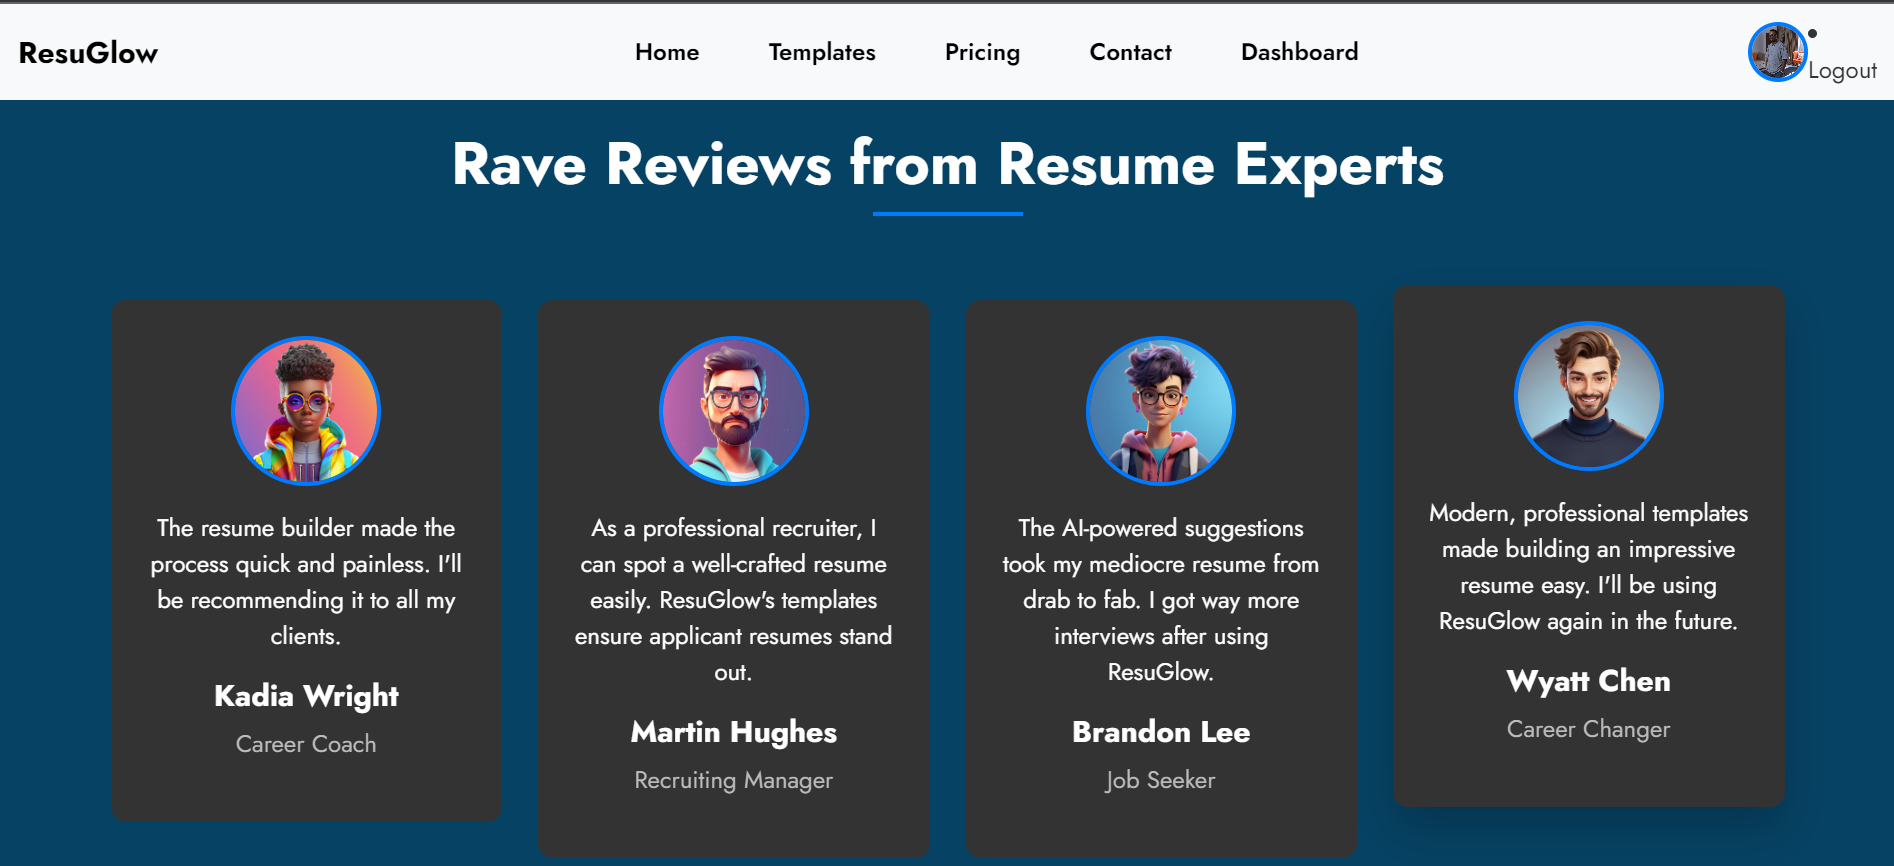 ResuGlow
Home
Templates
Pricing
Contact
Dashboard
Logout
Rave Reviews from Resume Experts
The resume builder made the
process quick and painless. I'll
be recommending it to all my
clients.
Kadia Wright
Career Coach
As a professional recruiter, I
can spot a well-crafted resume
easily. ResuGlow's templates
ensure applicant resumes stand
out.
Martin Hughes
Recruiting Manager
The AI-powered suggestions
took my mediocre resume from
drab to fab. I got way more
interviews after using
ResuGlow.
Brandon Lee
Job Seeker
Modern, professional templates
made building an impressive
resume easy. I'll be using
ResuGlow again in the future.
Wyatt Chen
Career Changer